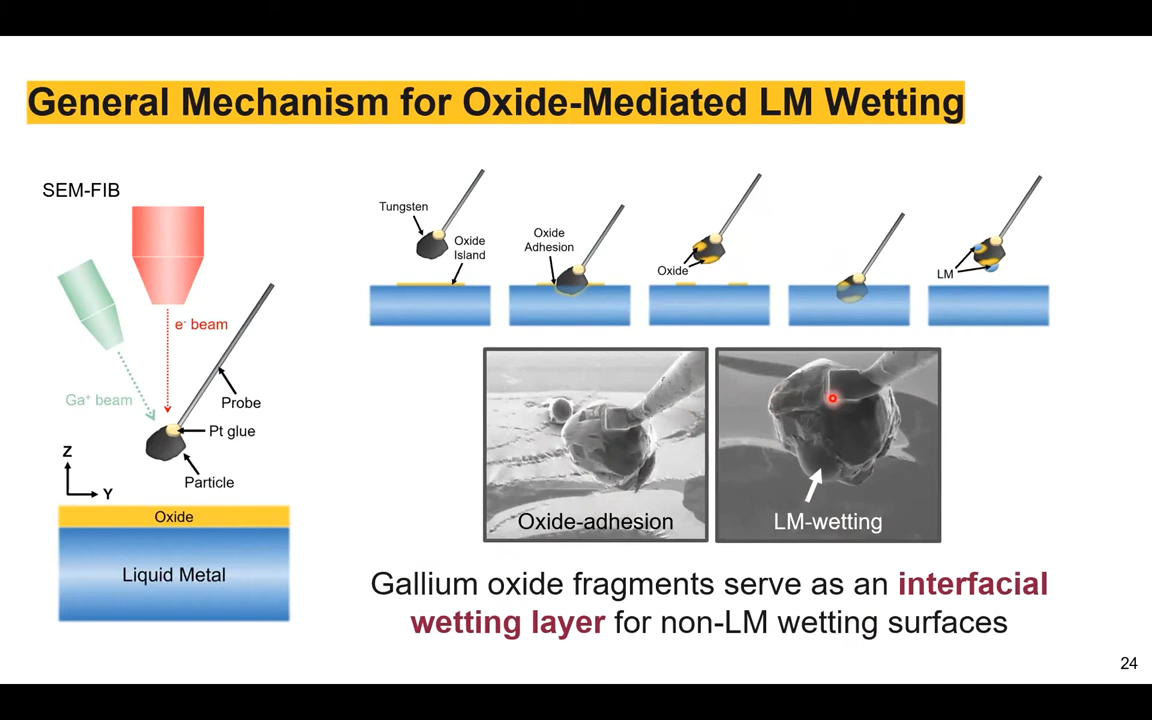 General Mechanism for Oxide-Mediated LM Wetting
SEM-FIB
e- beam
Ga+ beam
Probe
Pt glue
Particle
Z
Y
Oxide
Liquid Metal
Tungsten
Oxide
Island
Oxide
Adhesion
Oxide
LM
Oxide-adhesion
LM-wetting
Gallium oxide fragments serve as an interfacial
wetting layer for non-LM wetting surfaces
24